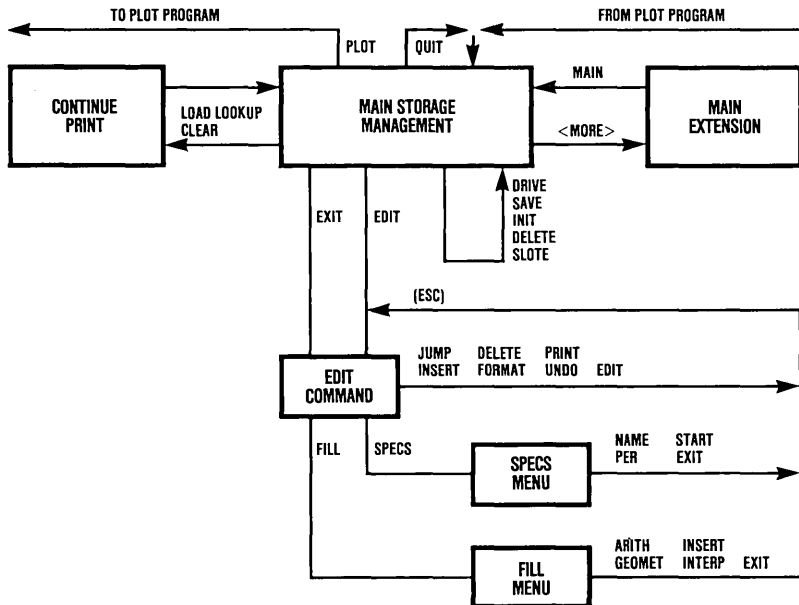 TO PLOT PROGRAM
FROM PLOT PROGRAM
PLOT
QUIT
CONTINUE
PRINT
LOAD LOOKUP
CLEAR
MAIN STORAGE
MANAGEMENT
MAIN
<MORE>
MAIN
EXTENSION
EXIT
EDIT
DRIVE
SAVE
INIT
DELETE
SLOTE
(ESC)
EDIT
COMMAND
JUMP DELETE PRINT
INSERT FORMAT UNDO EDIT
FILL
SPECS
SPECS
MENU
NAME START
PER EXIT
FILL
MENU
ARITH INSERT
GEOMET INTERP EXIT